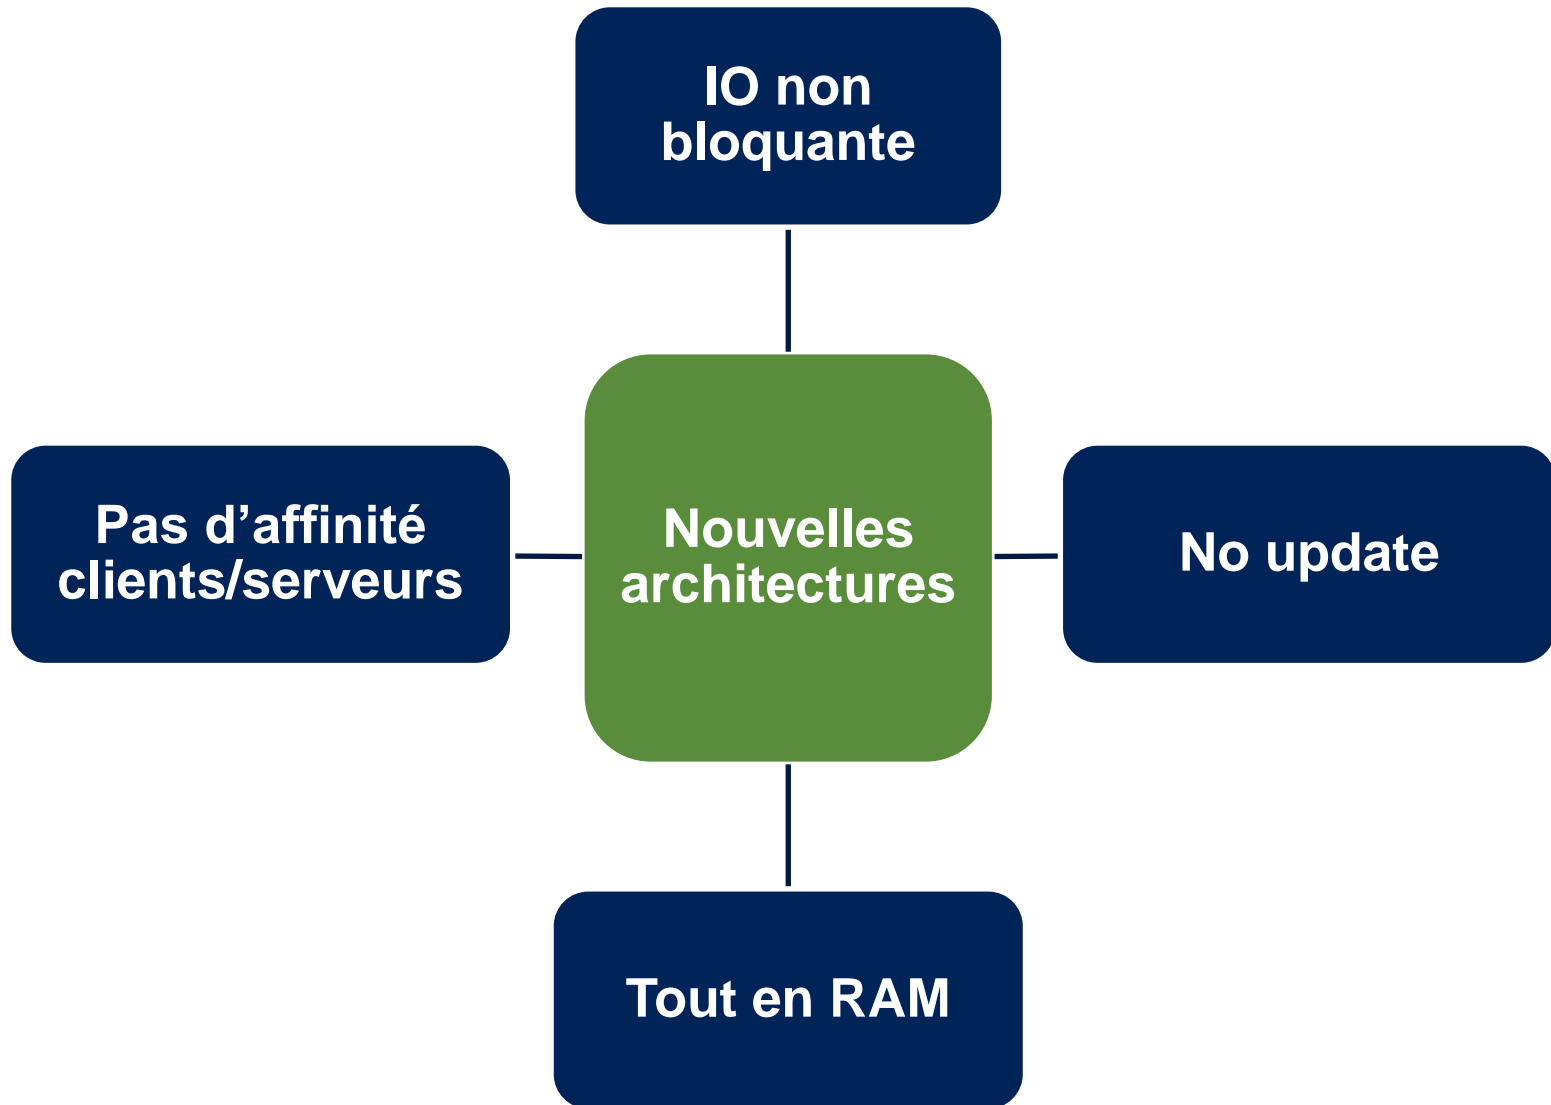 IO non
bloquante
Pas d’affinité
clients/serveurs
Nouvelles
architectures
No update
Tout en RAM